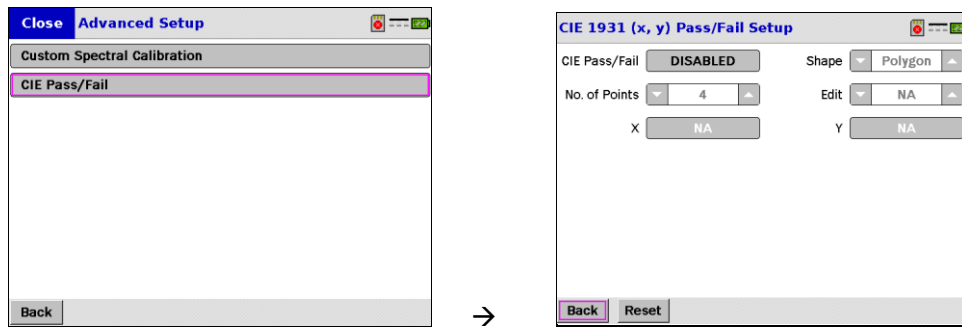 Close Advanced Setup
Custom Spectral Calibration
CIE Pass/Fail
Back
→
CIE 1931 (x, y) Pass/Fail Setup
CIE Pass/Fail DISABLED Shape Polygon
No. of Points 4 Edit NA
X NA Y NA
Back Reset